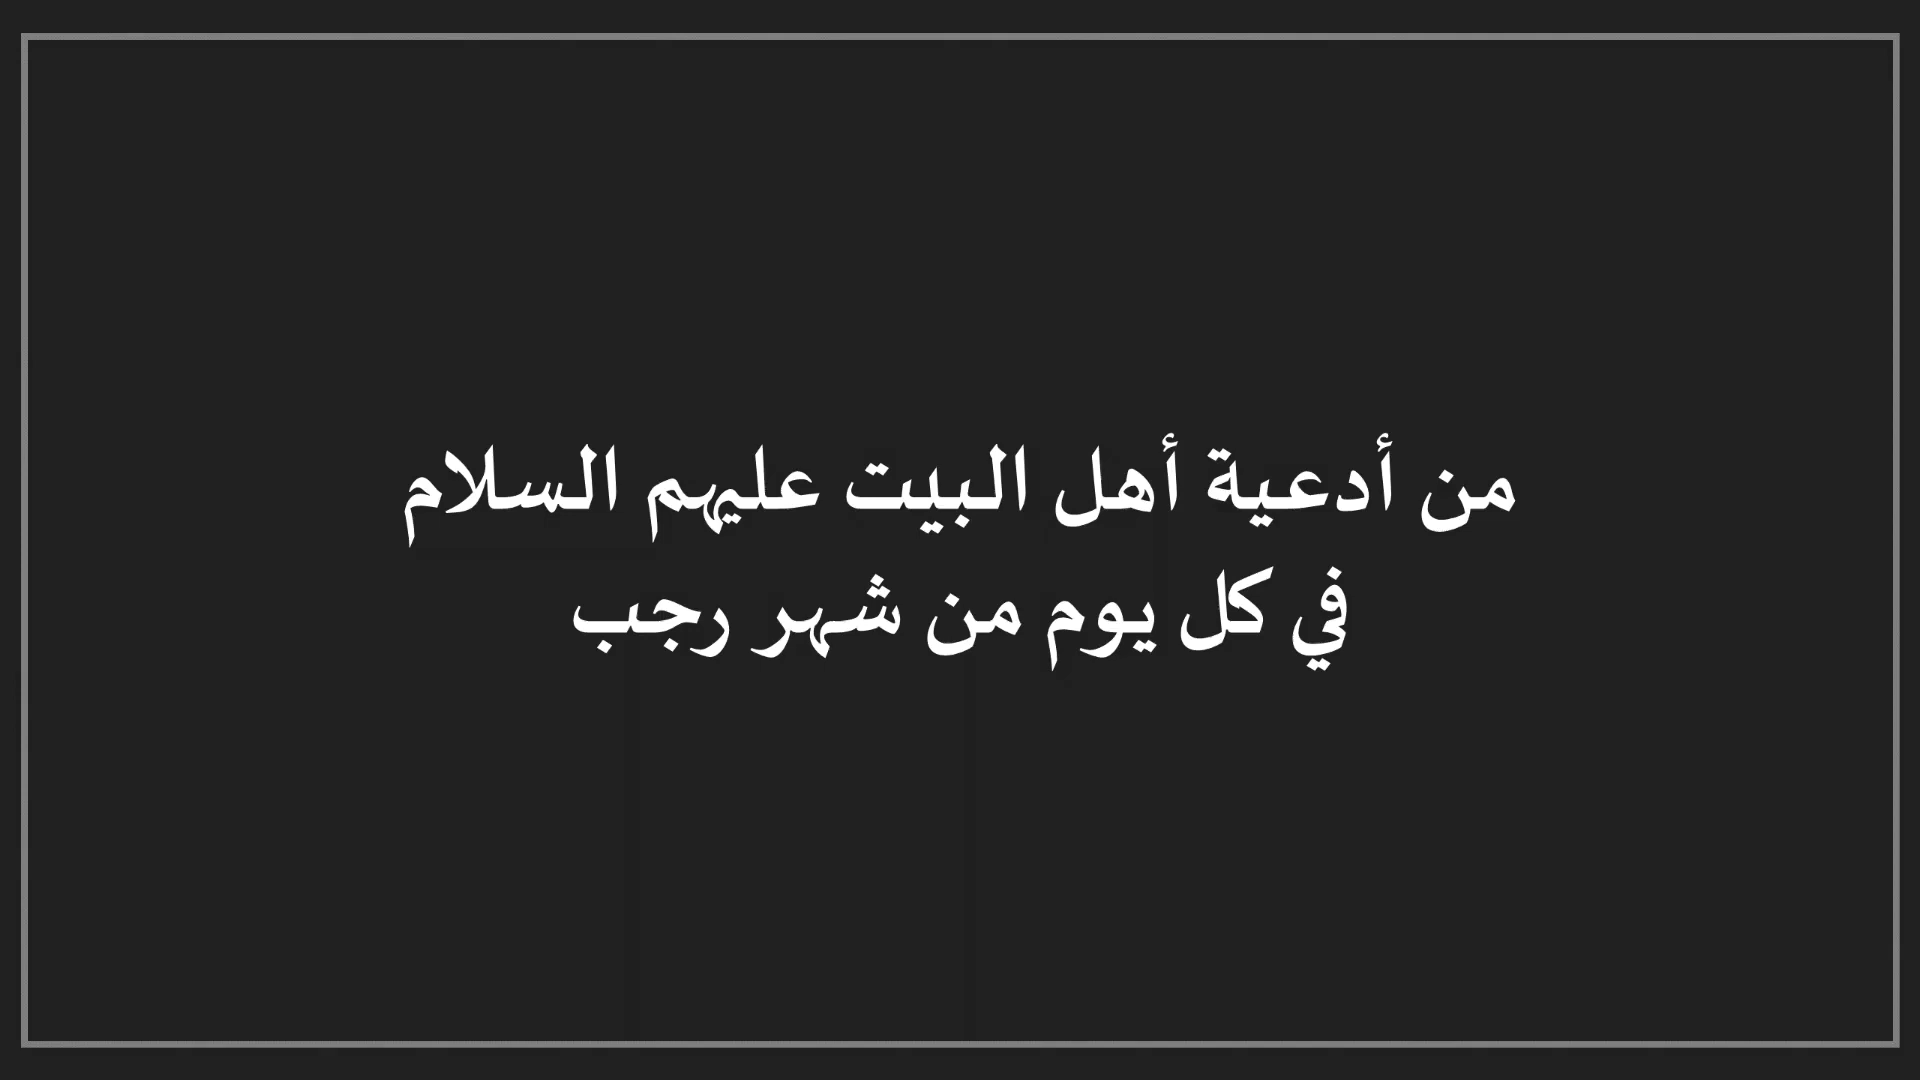 من أدعية أهل البيت عليهم السلام
في كل يوم من شهر رجب